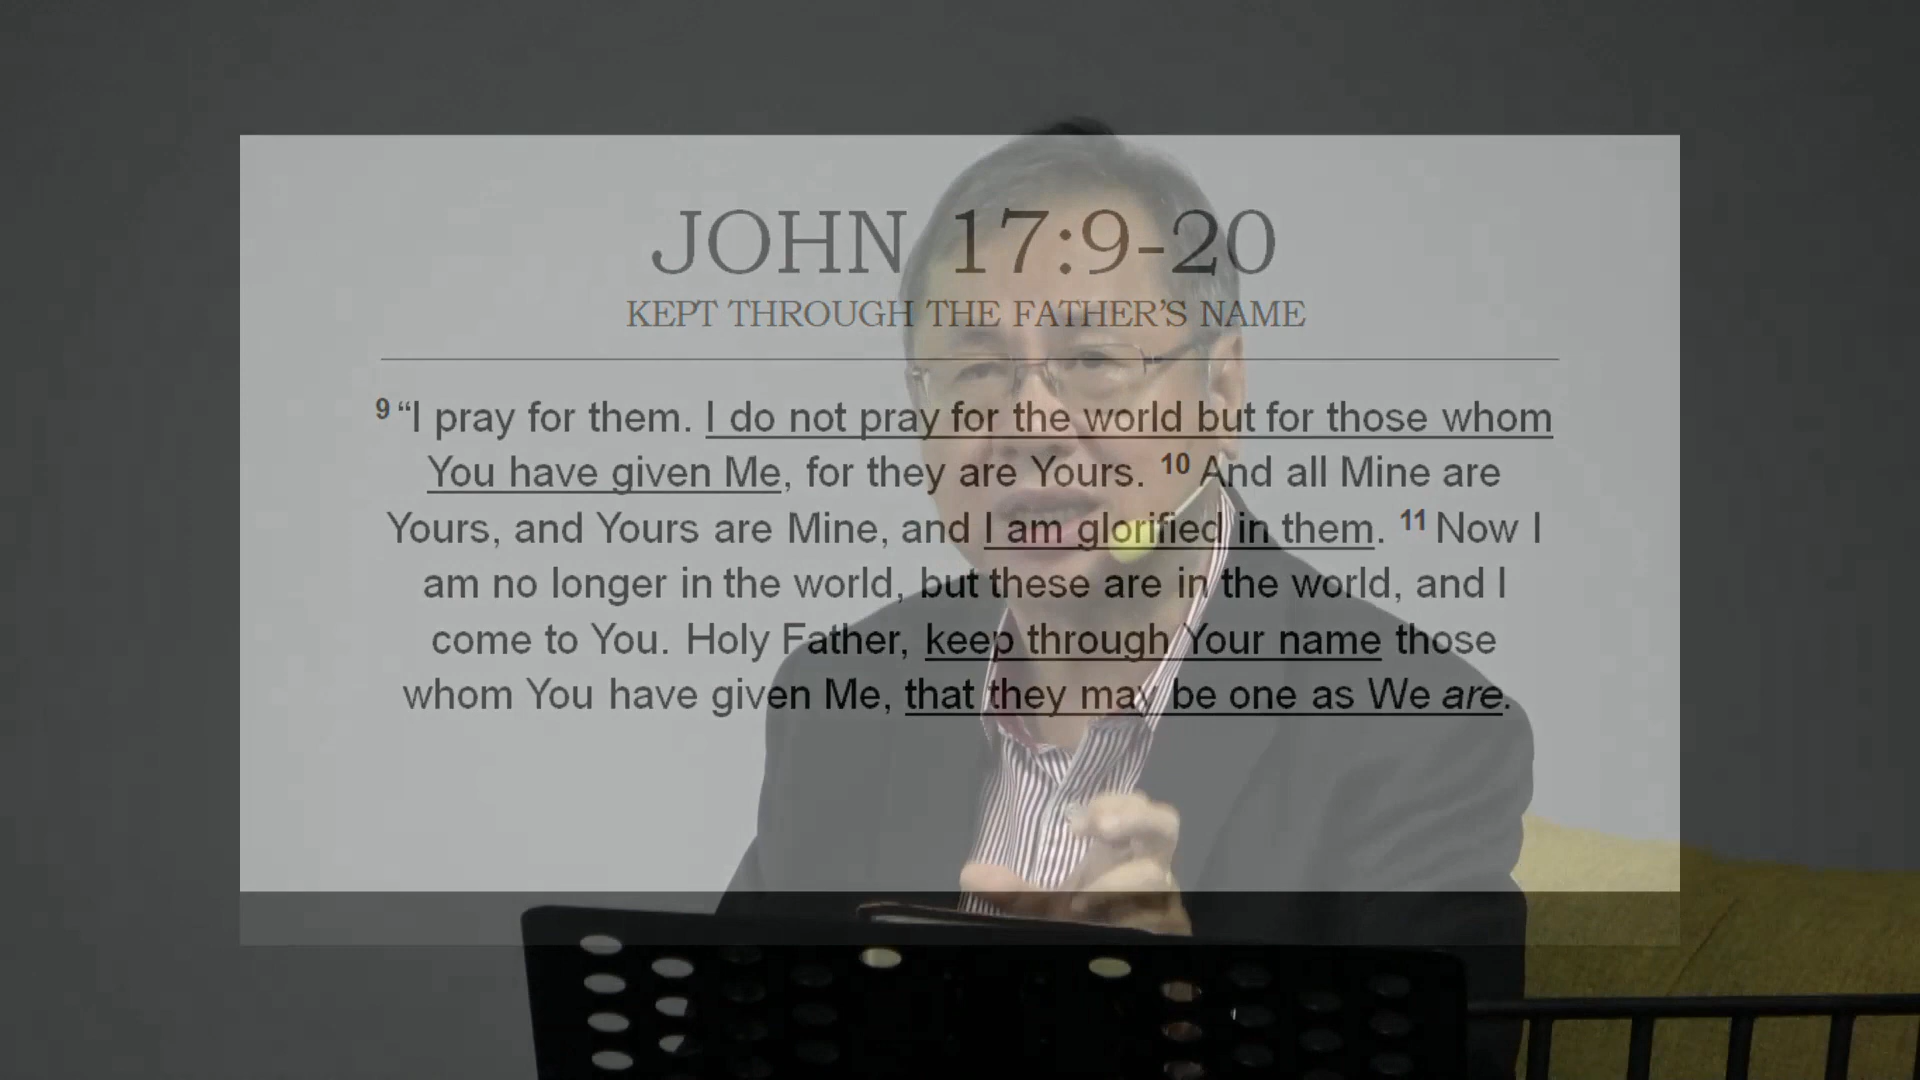 JOHN 17:9-20
KEPT THROUGH THE FATHER'S NAME
9 “I pray for them. I do not pray for the world but for those whom
You have given Me, for they are Yours. 10 And all Mine are
Yours, and Yours are Mine, and I am glorified in them. 11 Now I
am no longer in the world, but these are in the world, and I
come to You. Holy Father, keep through Your name those
whom You have given Me, that they may be one as We are.